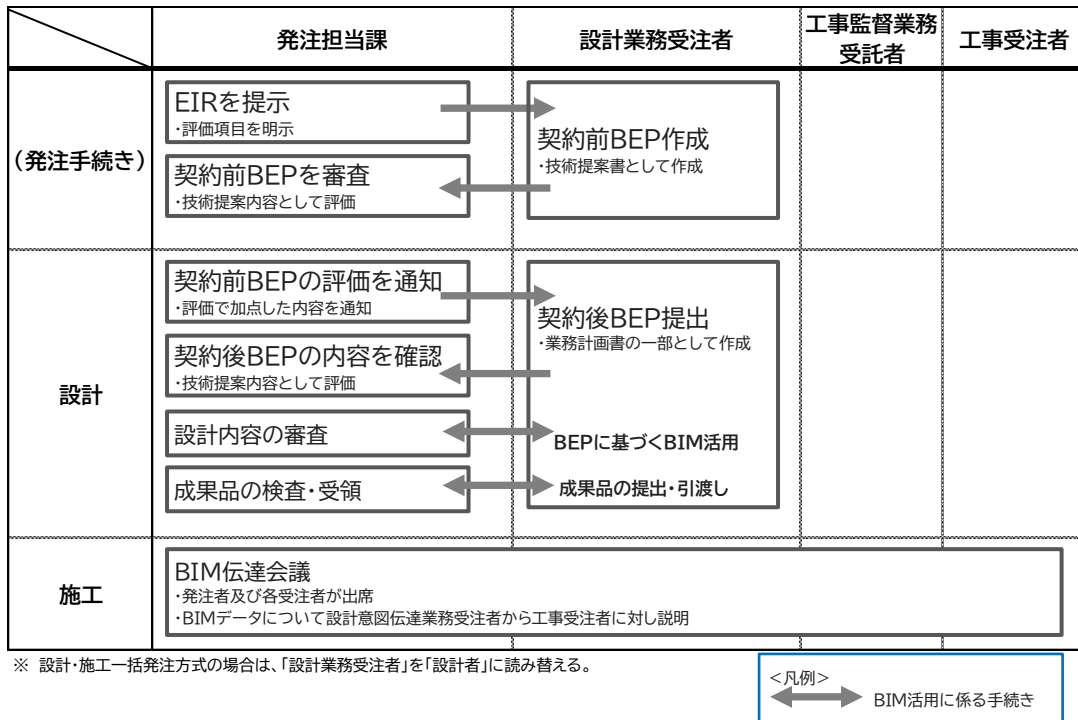 発注担当課
設計業務受注者
工事監督業務
受託者
工事受注者
(発注手続き)
EIRを提示
・評価項目を明示
契約前BEPを審査
・技術提案内容として評価
契約前BEP作成
・技術提案書として作成
設計
契約前BEPの評価を通知
・評価で加点した内容を通知
契約後BEPの内容を確認
・技術提案内容として評価
設計内容の審査
成果品の検査・受領
契約後BEP提出
・業務計画書の一部として作成
BEPに基づくBIM活用
成果品の提出・引渡し
施工
BIM伝達会議
・発注者及び各受注者が出席
・BIMデータについて設計意図伝達業務受注者から工事受注者に対し説明
※ 設計・施工一括発注方式の場合は、「設計業務受注者」を「設計者」に読み替える。
<凡例>
BIM活用に係る手続き